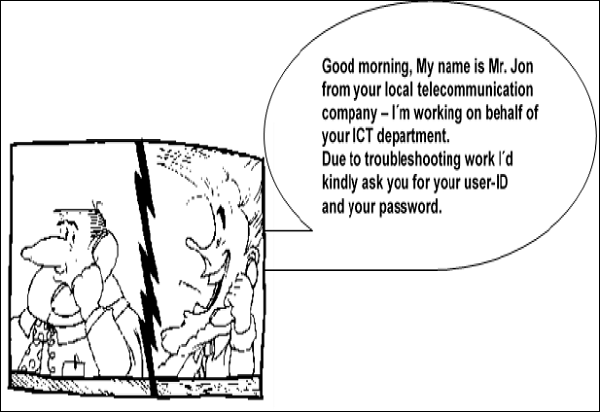 Good morning, My name is Mr. Jon
from your local telecommunication
company – I´m working on behalf of
your ICT department.
Due to troubleshooting work I´d
kindly ask you for your user-ID
and your password.